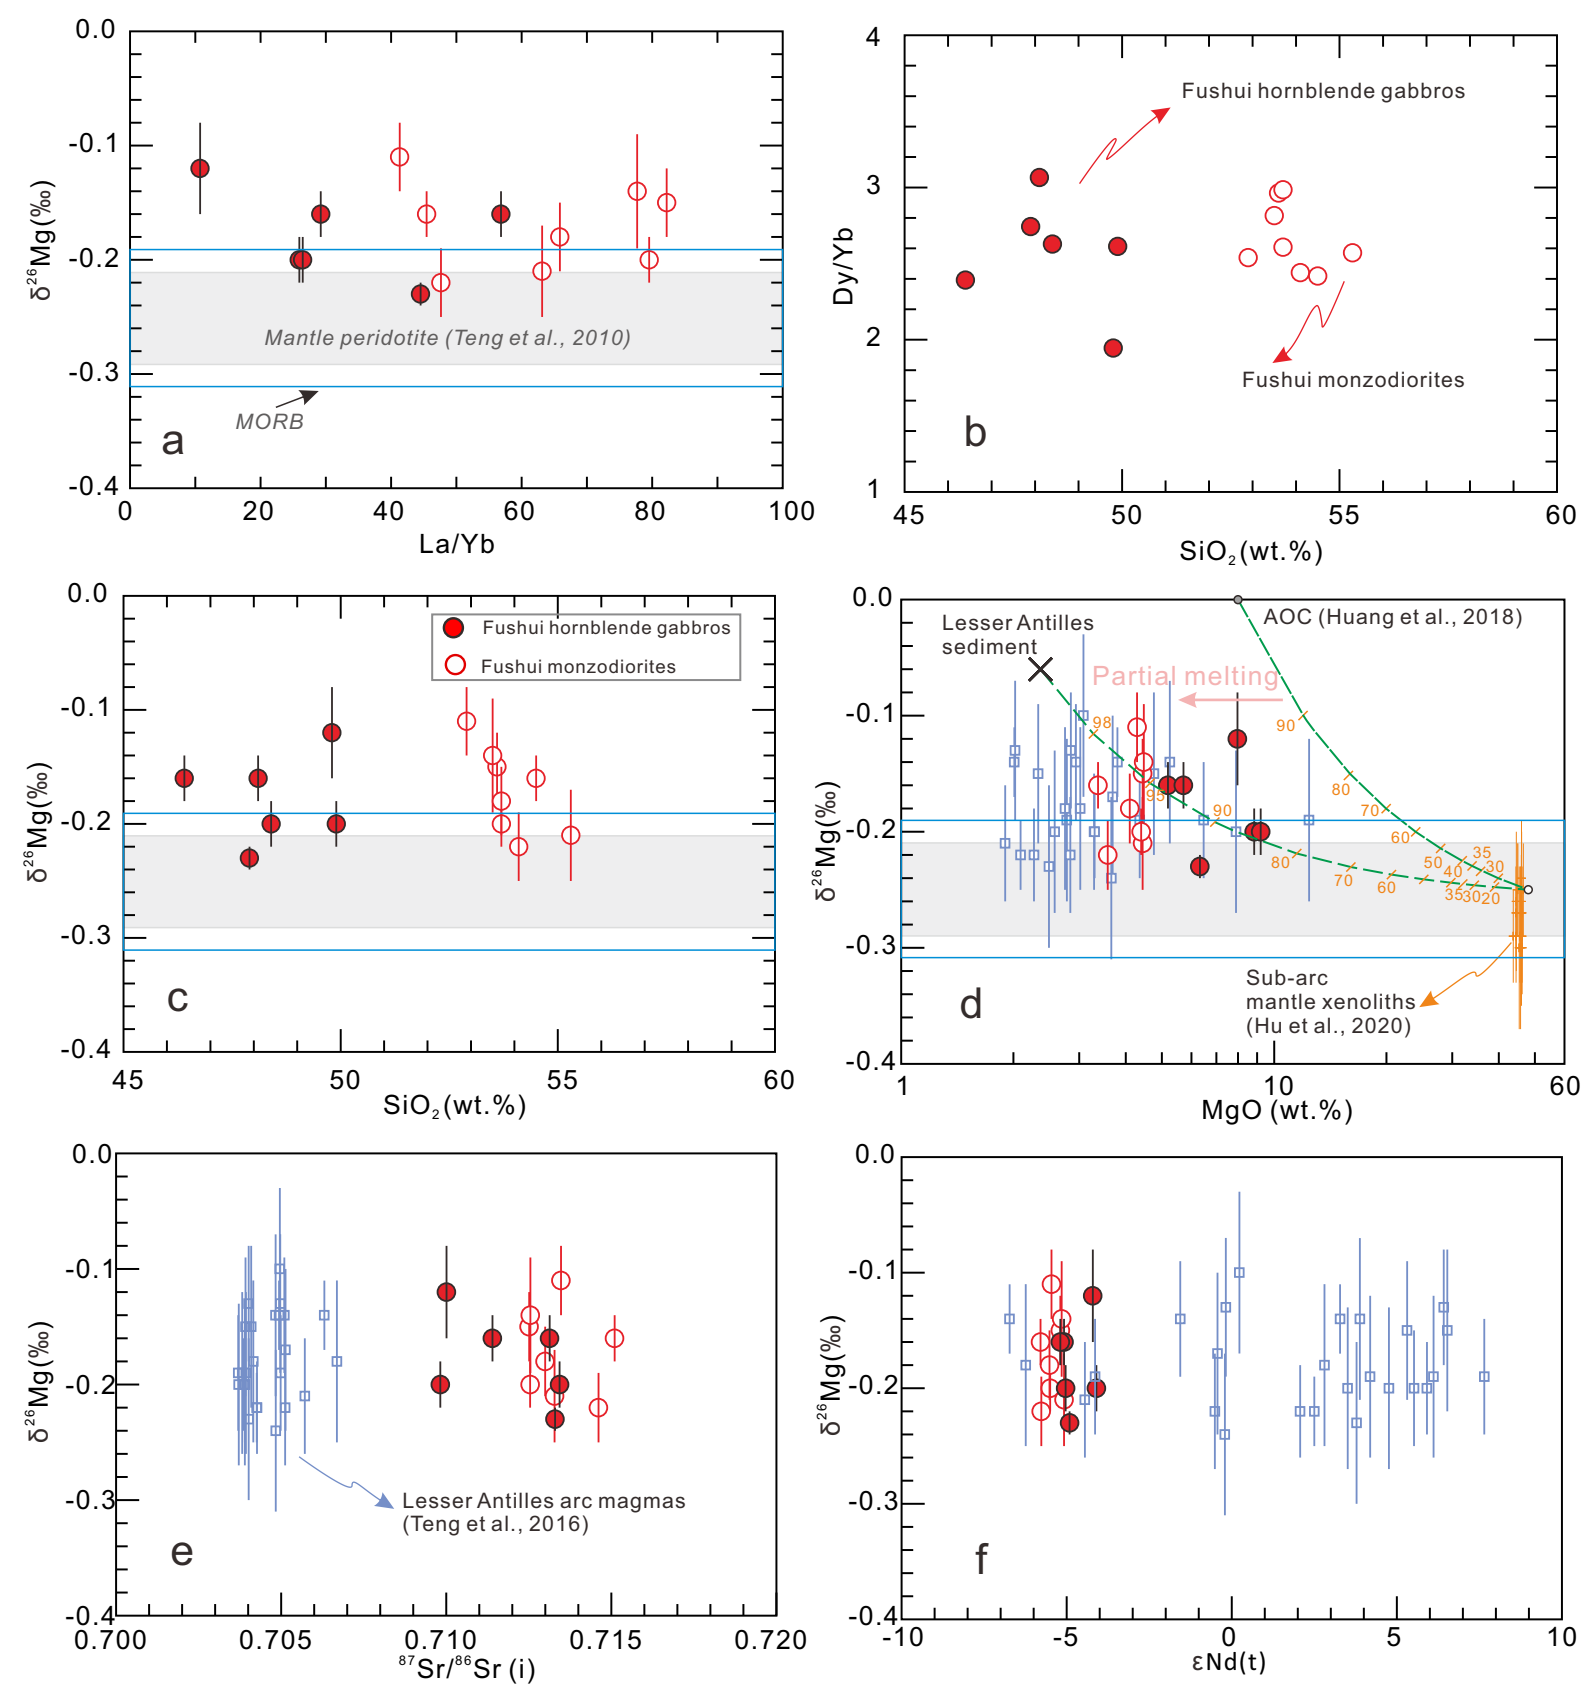 0.0
-0.1
-0.2
-0.3
-0.4
δ²⁶Mg(‰)
Mantle peridotite (Teng et al., 2010)
MORB
a
0 20 40 60 80 100
La/Yb
4
3
2
1
Dy/Yb
Fushui hornblende gabbros
Fushui monzodiorites
b
45 50 55 60
SiO₂(wt.%)
0.0
-0.1
-0.2
-0.3
-0.4
δ²⁶Mg(‰)
Fushui hornblende gabbros
Fushui monzodiorites
c
45 50 55 60
SiO₂(wt.%)
0.0
-0.1
-0.2
-0.3
-0.4
δ²⁶Mg(‰)
Lesser Antilles
sediment
AOC (Huang et al., 2018)
Partial melting
98
95
90
80
70
60
35 30 20
90
80
70
60
50
40
35
30
Sub-arc
mantle xenoliths
(Hu et al., 2020)
d
1 10 60
MgO (wt.%)
0.0
-0.1
-0.2
-0.3
-0.4
δ²⁶Mg(‰)
Lesser Antilles arc magmas
(Teng et al., 2016)
e
0.700 0.705 0.710 0.715 0.720
⁸⁷Sr/⁸⁶Sr (i)
0.0
-0.1
-0.2
-0.3
-0.4
δ²⁶Mg(‰)
f
-10 -5 0 5 10
εNd(t)